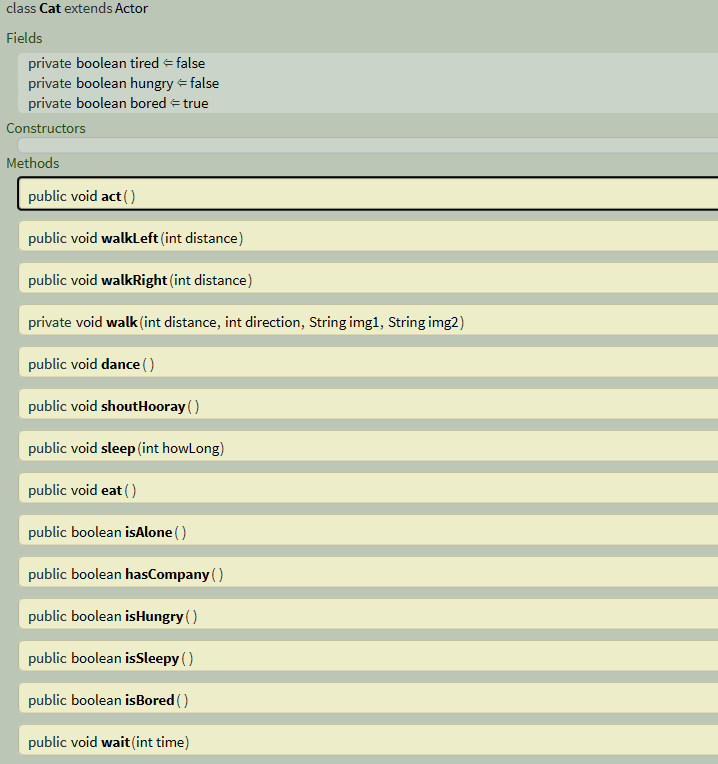 class Cat extends Actor
Fields
private boolean tired ⇐ false
private boolean hungry ⇐ false
private boolean bored ⇐ true
Constructors
Methods
public void act ( )
public void walkLeft (int distance)
public void walkRight (int distance)
private void walk (int distance, int direction, String img1, String img2)
public void dance ( )
public void shoutHooray ( )
public void sleep (int howLong)
public void eat ( )
public boolean isAlone ( )
public boolean hasCompany ( )
public boolean isHungry ( )
public boolean isSleepy ( )
public boolean isBored ( )
public void wait (int time)